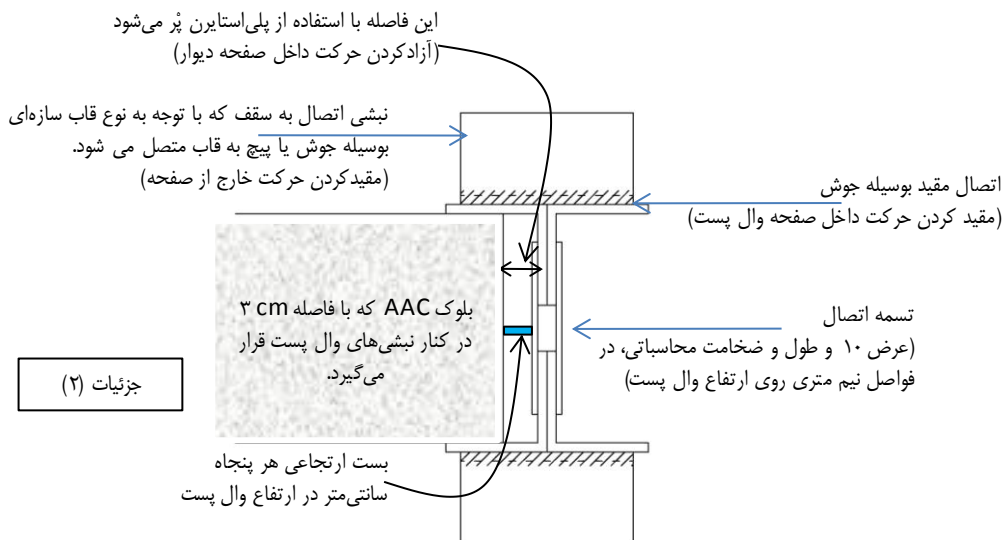 این فاصله با استفاده از پلی‌استایرن پُر می‌شود
(آزادکردن حرکت داخل صفحه دیوار)
نبشی اتصال به سقف که با توجه به نوع قاب سازه‌ای
بوسیله جوش یا پیچ به قاب متصل می شود.
(مقیدکردن حرکت خارج از صفحه)
اتصال مقید بوسیله جوش
(مقید کردن حرکت داخل صفحه وال پست)
بلوک AAC که با فاصله ۳ cm
در کنار نبشی‌های وال پست قرار
می‌گیرد.
تسمه اتصال
(عرض ۱۰ و طول و ضخامت محاسباتی، در
فواصل نیم متری روی ارتفاع وال پست)
جزئیات (۲)
بست ارتجاعی هر پنجاه
سانتی‌متر در ارتفاع وال پست